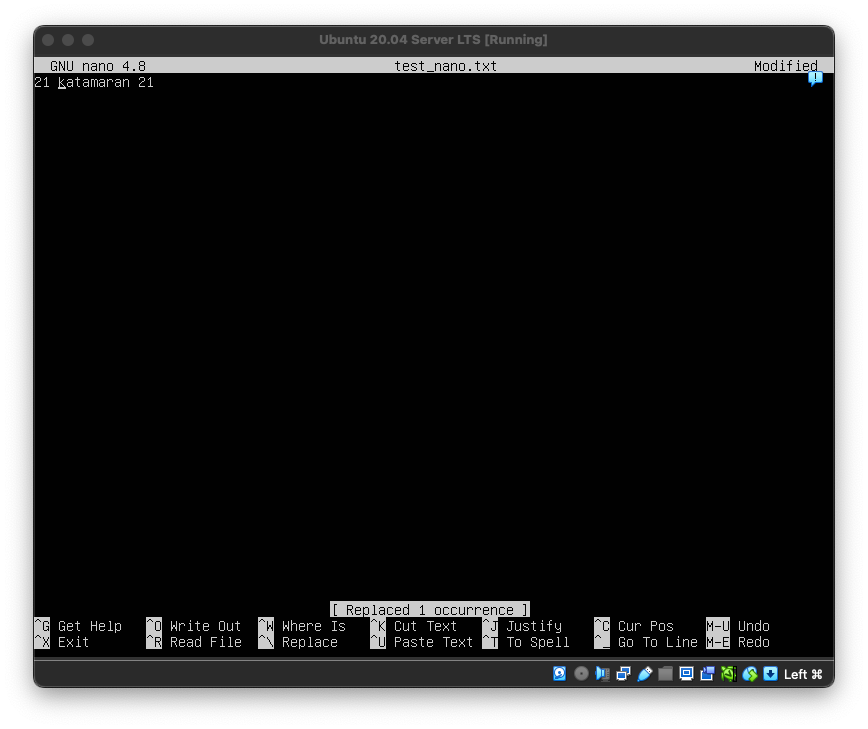 Ubuntu 20.04 Server LTS [Running]
GNU nano 4.8 test_nano.txt Modified
21 katamaran 21
[ Replaced 1 occurrence ]
^G Get Help ^O Write Out ^W Where Is ^K Cut Text ^J Justify ^C Cur Pos M-U Undo
^X Exit ^R Read File ^\ Replace ^U Paste Text ^T To Spell ^_ Go To Line M-E Redo
Left ⌘